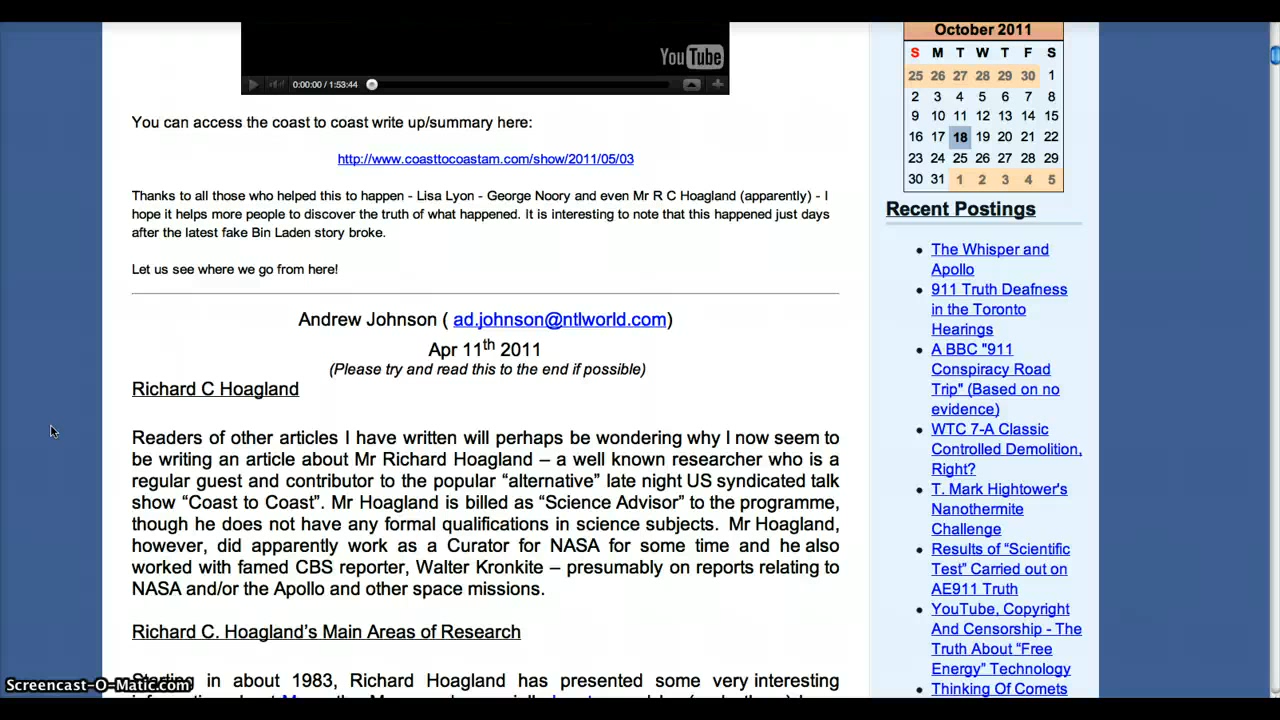 YouTube
0:00:00 / 1:53:44
You can access the coast to coast write up/summary here:
http://www.coasttocoastam.com/show/2011/05/03
Thanks to all those who helped this to happen - Lisa Lyon - George Noory and even Mr R C Hoagland (apparently) - I
hope it helps more people to discover the truth of what happened. It is interesting to note that this happened just days
after the latest fake Bin Laden story broke.
Let us see where we go from here!
Andrew Johnson ( ad.johnson@ntlworld.com)
Apr 11th 2011
(Please try and read this to the end if possible)
Richard C Hoagland
Readers of other articles I have written will perhaps be wondering why I now seem to
be writing an article about Mr Richard Hoagland – a well known researcher who is a
regular guest and contributor to the popular “alternative” late night US syndicated talk
show “Coast to Coast”. Mr Hoagland is billed as “Science Advisor” to the programme,
though he does not have any formal qualifications in science subjects. Mr Hoagland,
however, did apparently work as a Curator for NASA for some time and he also
worked with famed CBS reporter, Walter Kronkite – presumably on reports relating to
NASA and/or the Apollo and other space missions.
Richard C. Hoagland’s Main Areas of Research
Starting in about 1983, Richard Hoagland has presented some very interesting
Screencast-O-Matic.com
October 2011
S M T W T F S
25 26 27 28 29 30 1
2 3 4 5 6 7 8
9 10 11 12 13 14 15
16 17 18 19 20 21 22
23 24 25 26 27 28 29
30 31 1 2 3 4 5
Recent Postings
The Whisper and
Apollo
911 Truth Deafness
in the Toronto
Hearings
A BBC "911
Conspiracy Road
Trip" (Based on no
evidence)
WTC 7-A Classic
Controlled Demolition,
Right?
T. Mark Hightower's
Nanothermite
Challenge
Results of “Scientific
Test” Carried out on
AE911 Truth
YouTube, Copyright
And Censorship - The
Truth About “Free
Energy” Technology
Thinking Of Comets